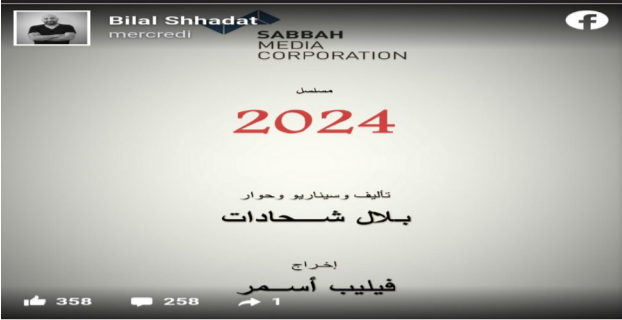 Bilal Shhadat
mercredi
SABBAH
MEDIA
CORPORATION
مسلسل
2024
تأليف وسيناريو وحوار
بلال شحادات
إخراج
فيليب أسمر
358 258 1